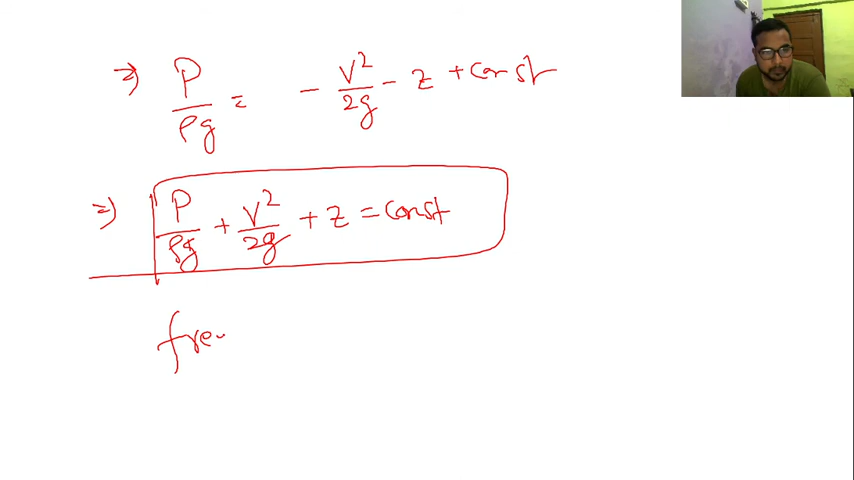 ⇒ P/ρg = - V²/2g - z + const
⇒ P/ρg + V²/2g + z = const
fre